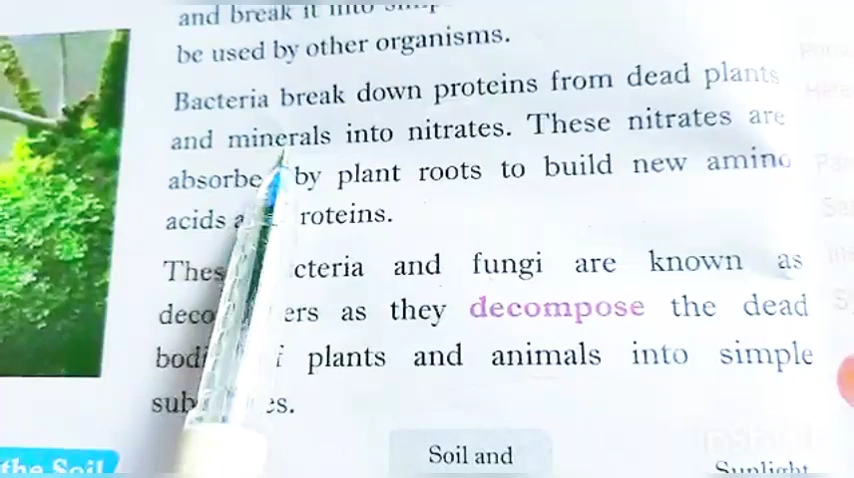 and break it into
be used by other organisms.
Bacteria break down proteins from dead plants
and minerals into nitrates. These nitrates are
absorbe by plant roots to build new amino
acids a roteins.
Thes cteria and fungi are known as
deco ers as they decompose the dead
bodi plants and animals into simple
sub es.
the Soil
Soil and
Sunlight